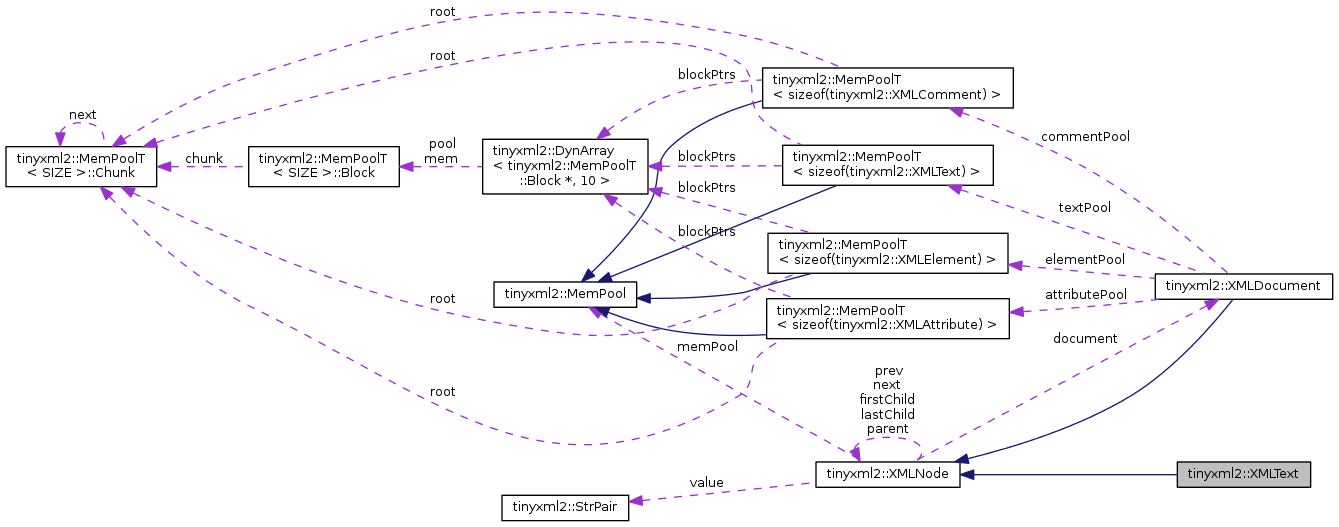 root
root
blockPtrs
tinyxml2::MemPoolT
< sizeof(tinyxml2::XMLComment) >
next
commentPool
pool
mem
tinyxml2::MemPoolT
< SIZE >::Chunk
chunk
tinyxml2::MemPoolT
< SIZE >::Block
tinyxml2::DynArray
< tinyxml2::MemPoolT
::Block *, 10 >
blockPtrs
tinyxml2::MemPoolT
< sizeof(tinyxml2::XMLText) >
blockPtrs
textPool
blockPtrs
tinyxml2::MemPoolT
< sizeof(tinyxml2::XMLElement) >
elementPool
tinyxml2::XMLDocument
root
tinyxml2::MemPool
attributePool
tinyxml2::MemPoolT
< sizeof(tinyxml2::XMLAttribute) >
memPool
document
prev
next
firstChild
lastChild
parent
root
tinyxml2::XMLNode
tinyxml2::XMLText
value
tinyxml2::StrPair